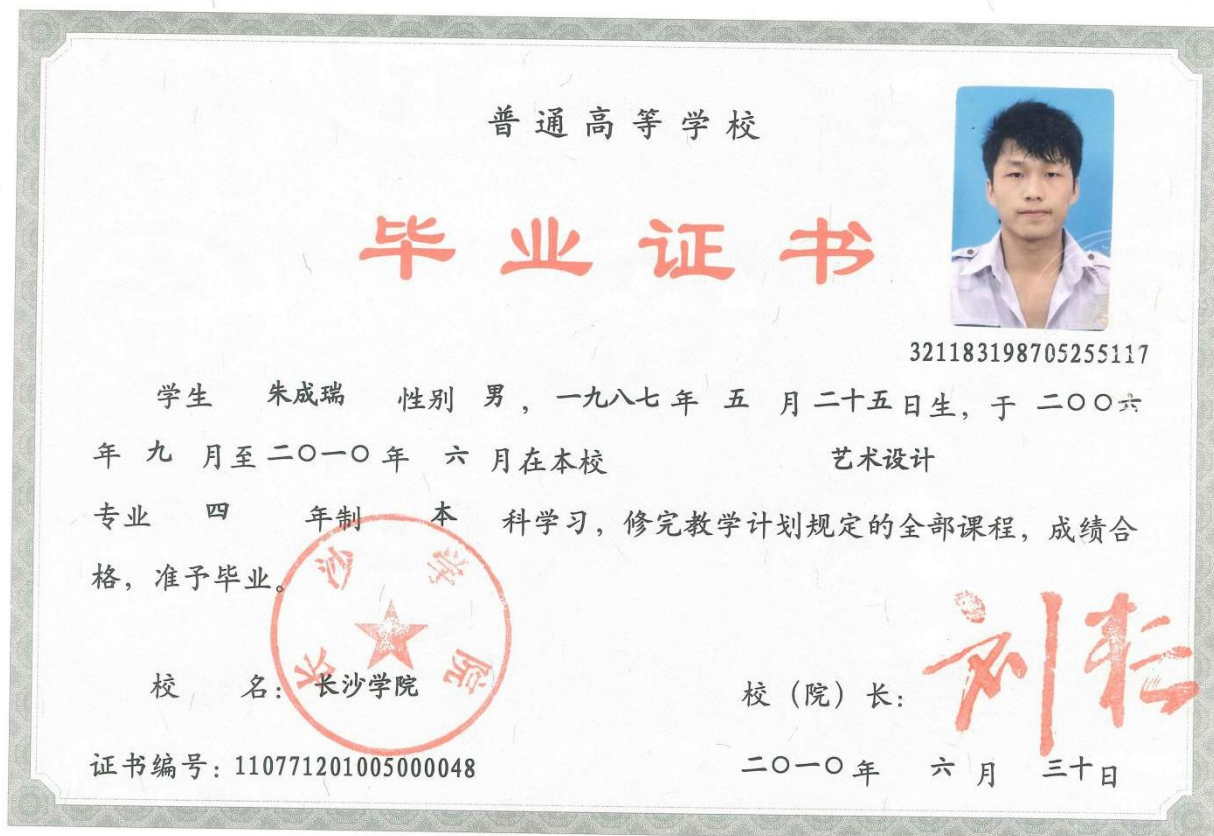 普通高等学校
毕业证书
321183198705255117
学生 朱成瑞 性别 男，一九八七年 五 月二十五日生，于 二〇〇六
年 九 月至二〇一〇年 六 月在本校 艺术设计
专业 四 年制 本 科学习，修完教学计划规定的全部课程，成绩合
格，准予毕业。
长沙学院
校 名：长沙学院
校（院）长：
证书编号：110771201005000048
二〇一〇年 六 月 三十日